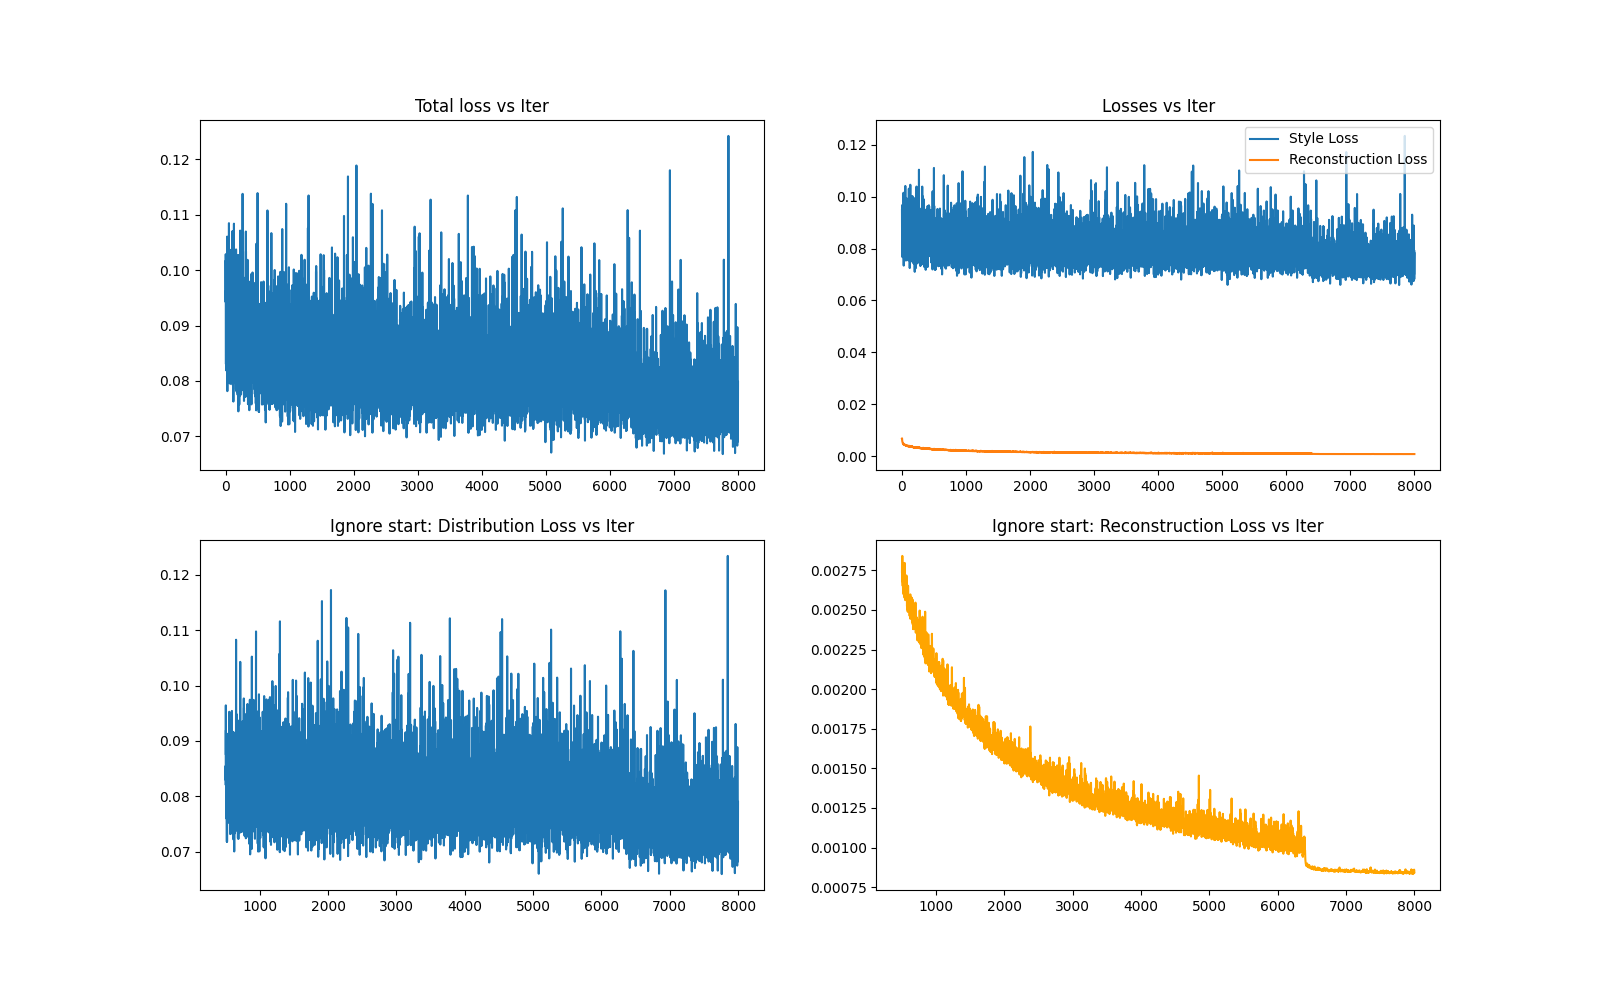 Total loss vs Iter
0.12
0.11
0.10
0.09
0.08
0.07
0 1000 2000 3000 4000 5000 6000 7000 8000
Losses vs Iter
Style Loss
Reconstruction Loss
0.12
0.10
0.08
0.06
0.04
0.02
0.00
0 1000 2000 3000 4000 5000 6000 7000 8000
Ignore start: Distribution Loss vs Iter
0.12
0.11
0.10
0.09
0.08
0.07
1000 2000 3000 4000 5000 6000 7000 8000
Ignore start: Reconstruction Loss vs Iter
0.00275
0.00250
0.00225
0.00200
0.00175
0.00150
0.00125
0.00100
0.00075
1000 2000 3000 4000 5000 6000 7000 8000